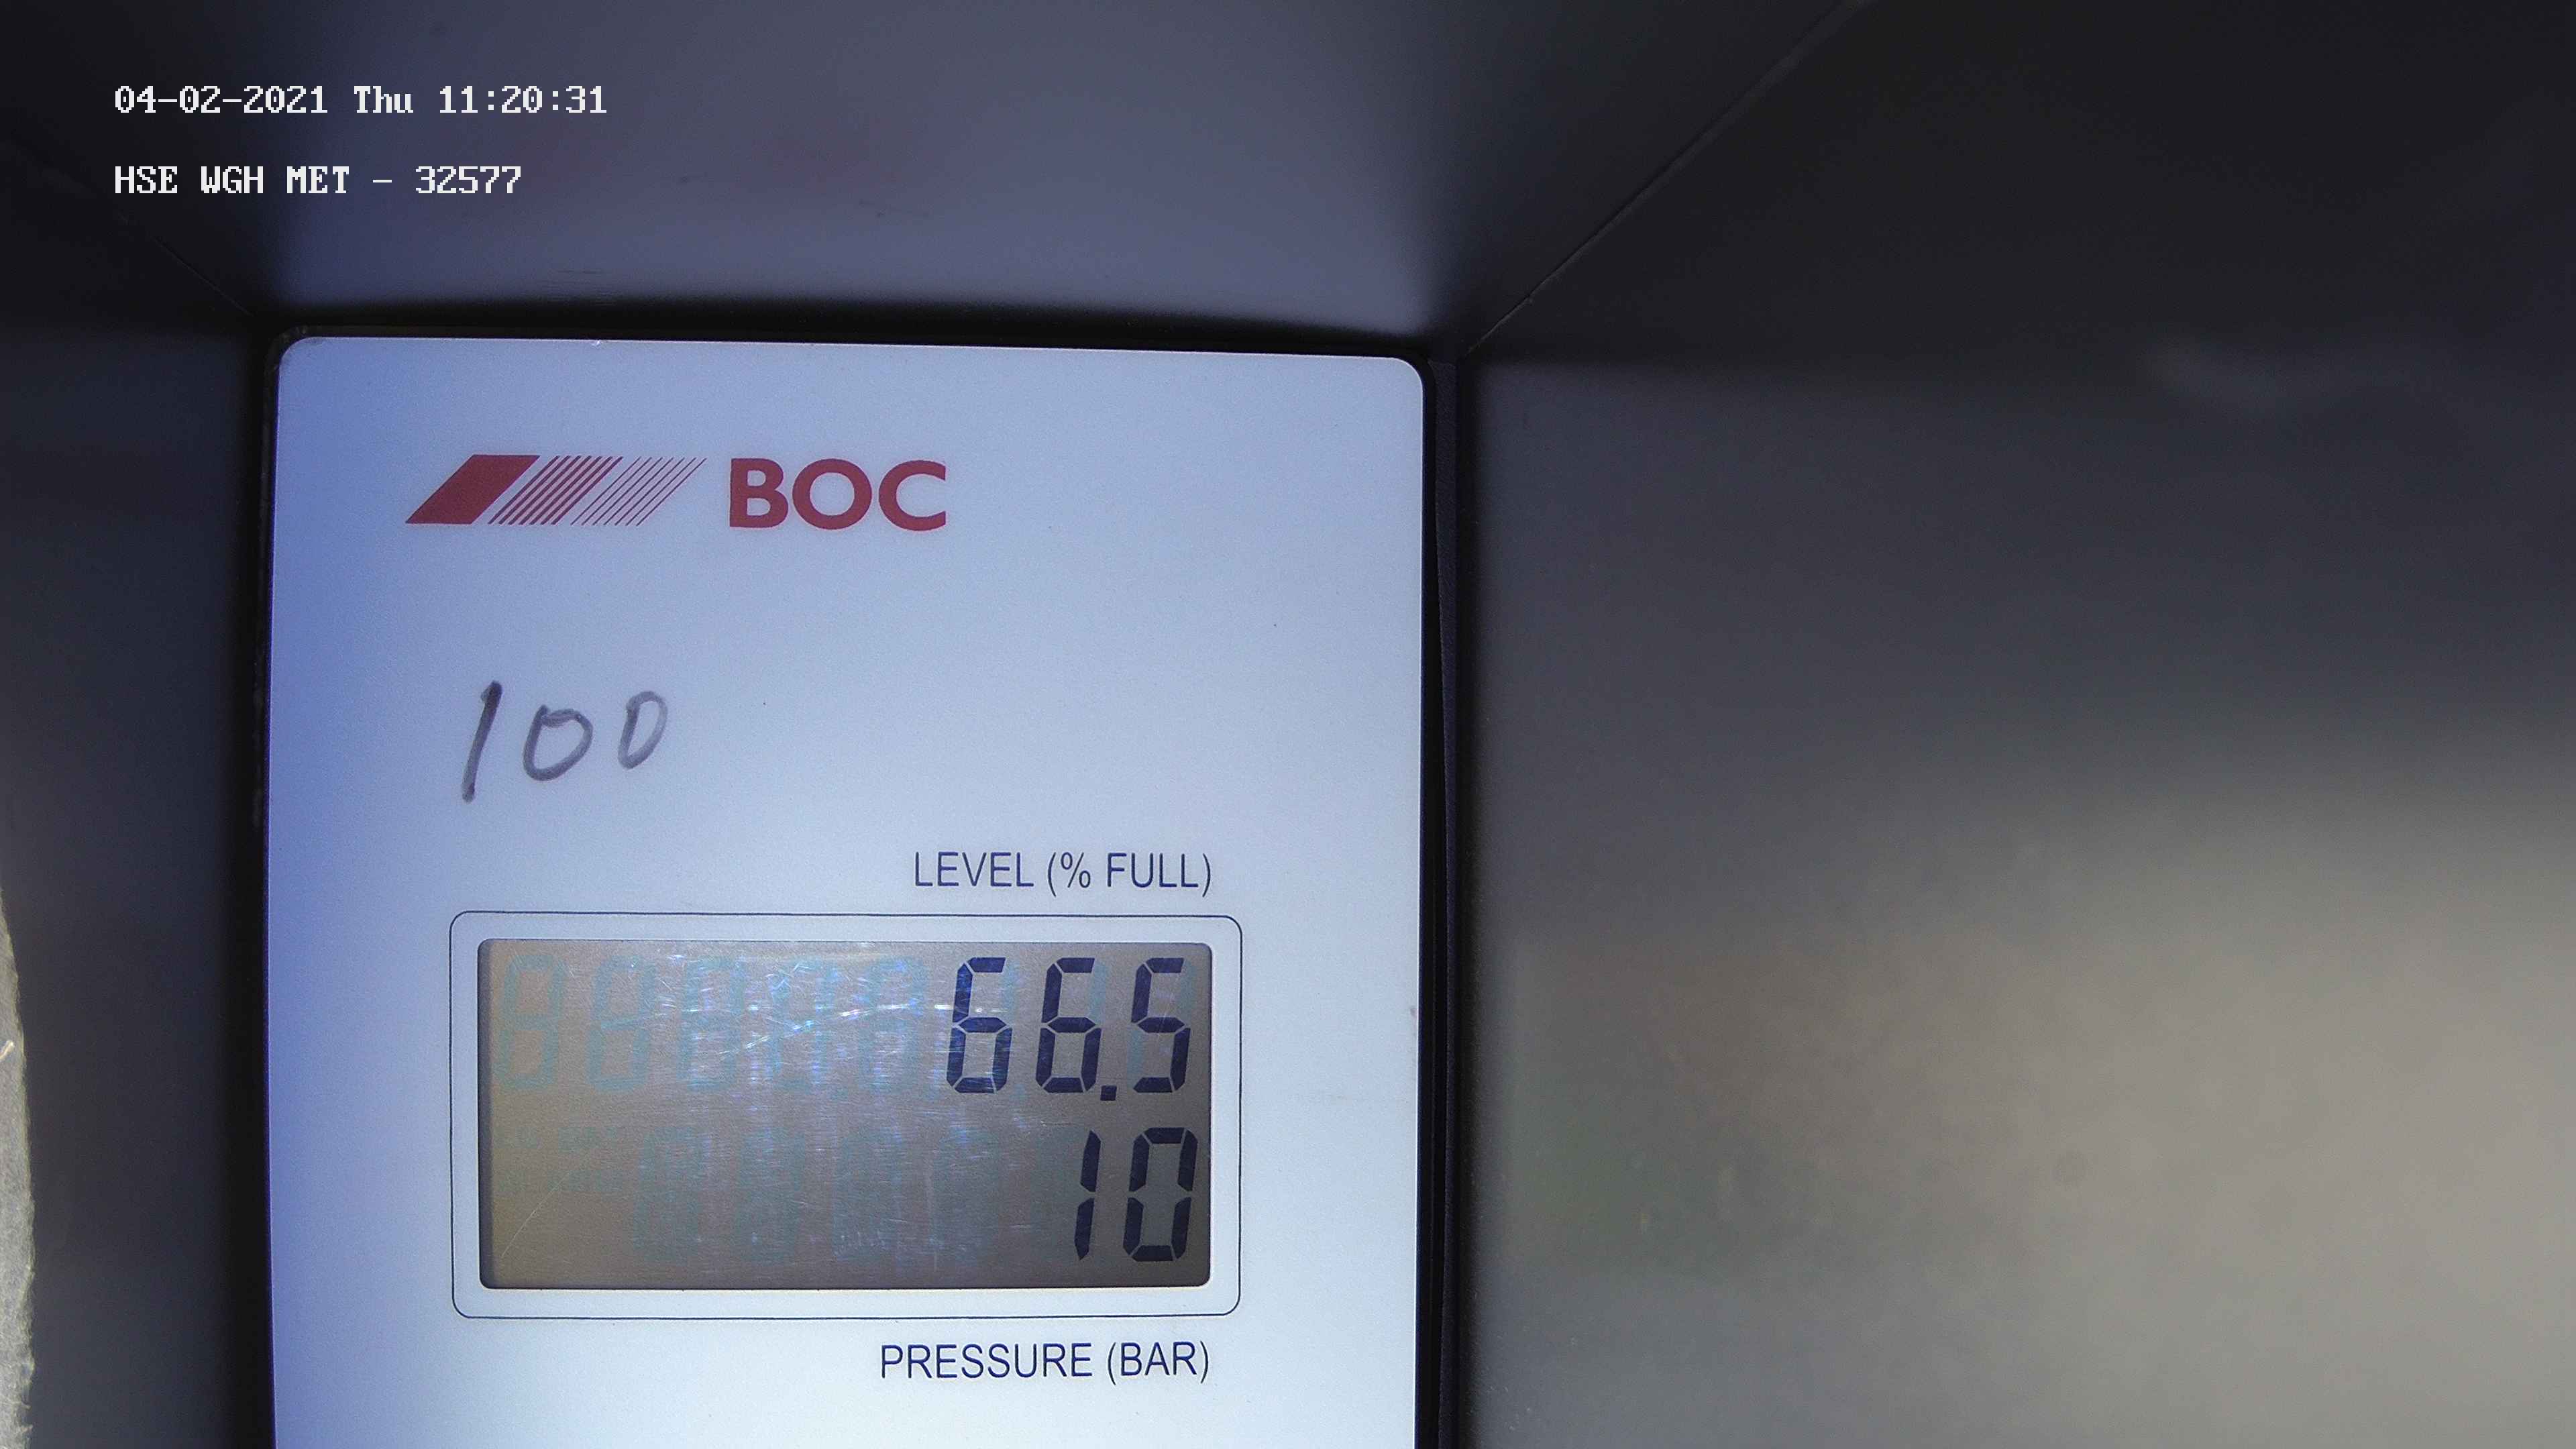 04-02-2021 Thu 11:20:31
HSE WGH MET - 32577
BOC
100
LEVEL (% FULL)
66.5
10
PRESSURE (BAR)